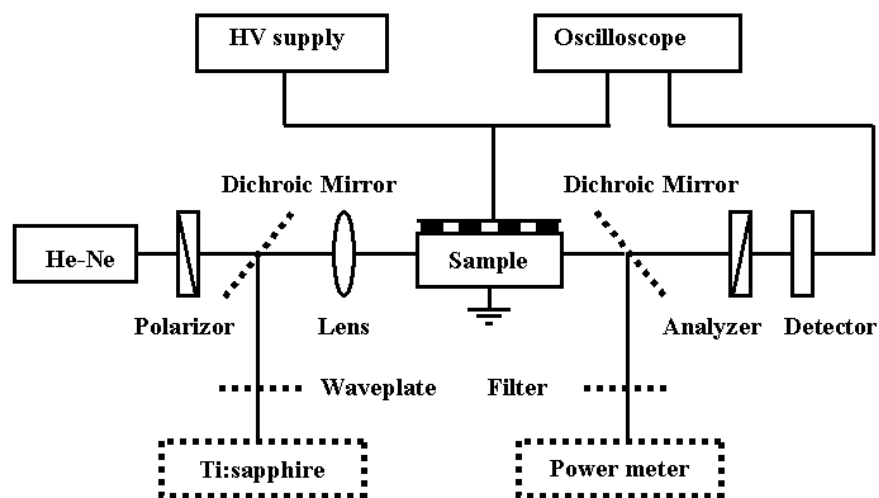 HV supply
Oscilloscope
Dichroic Mirror
Dichroic Mirror
He-Ne
Sample
Polarizor
Lens
Analyzer
Detector
Waveplate
Filter
Ti:sapphire
Power meter